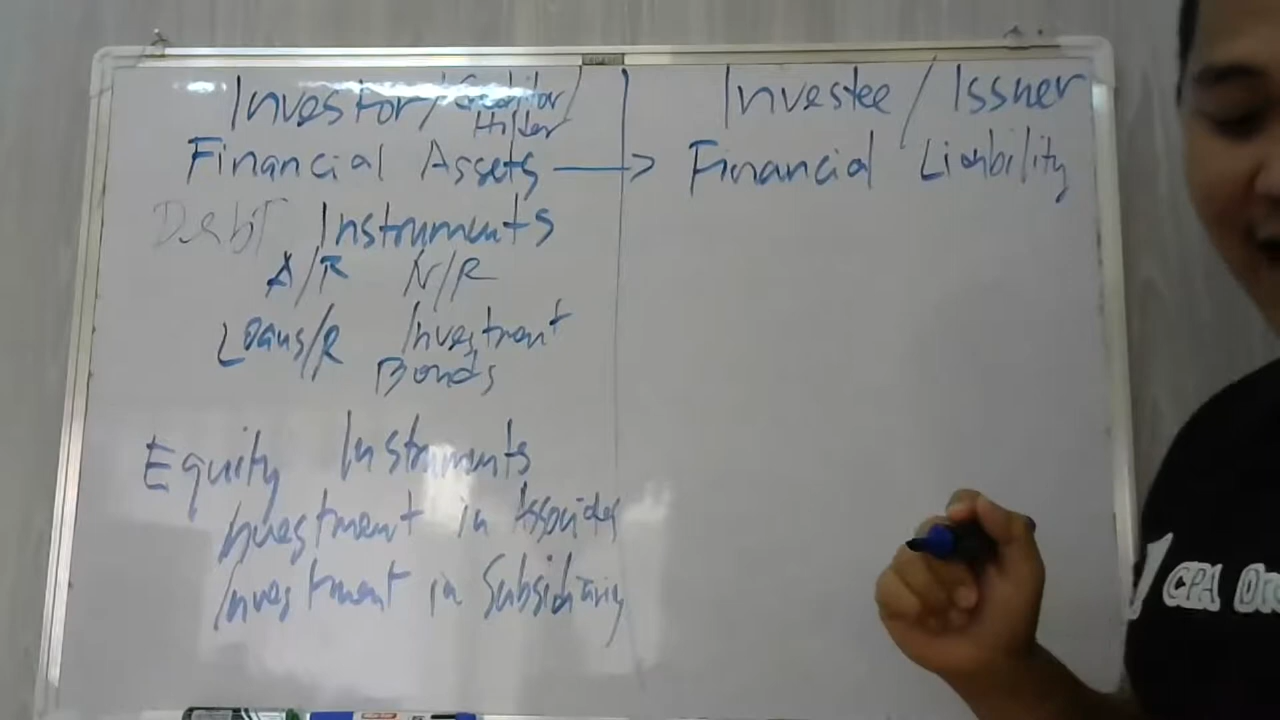 Investor/Creditor/
Holder
Financial Assets →
Debt Instruments
A/R N/R
Loans/R Investment
Bonds
Equity Instruments
Investment in Associates
Investment in Subsidiary
Investee / Issuer
Financial Liability
CPA